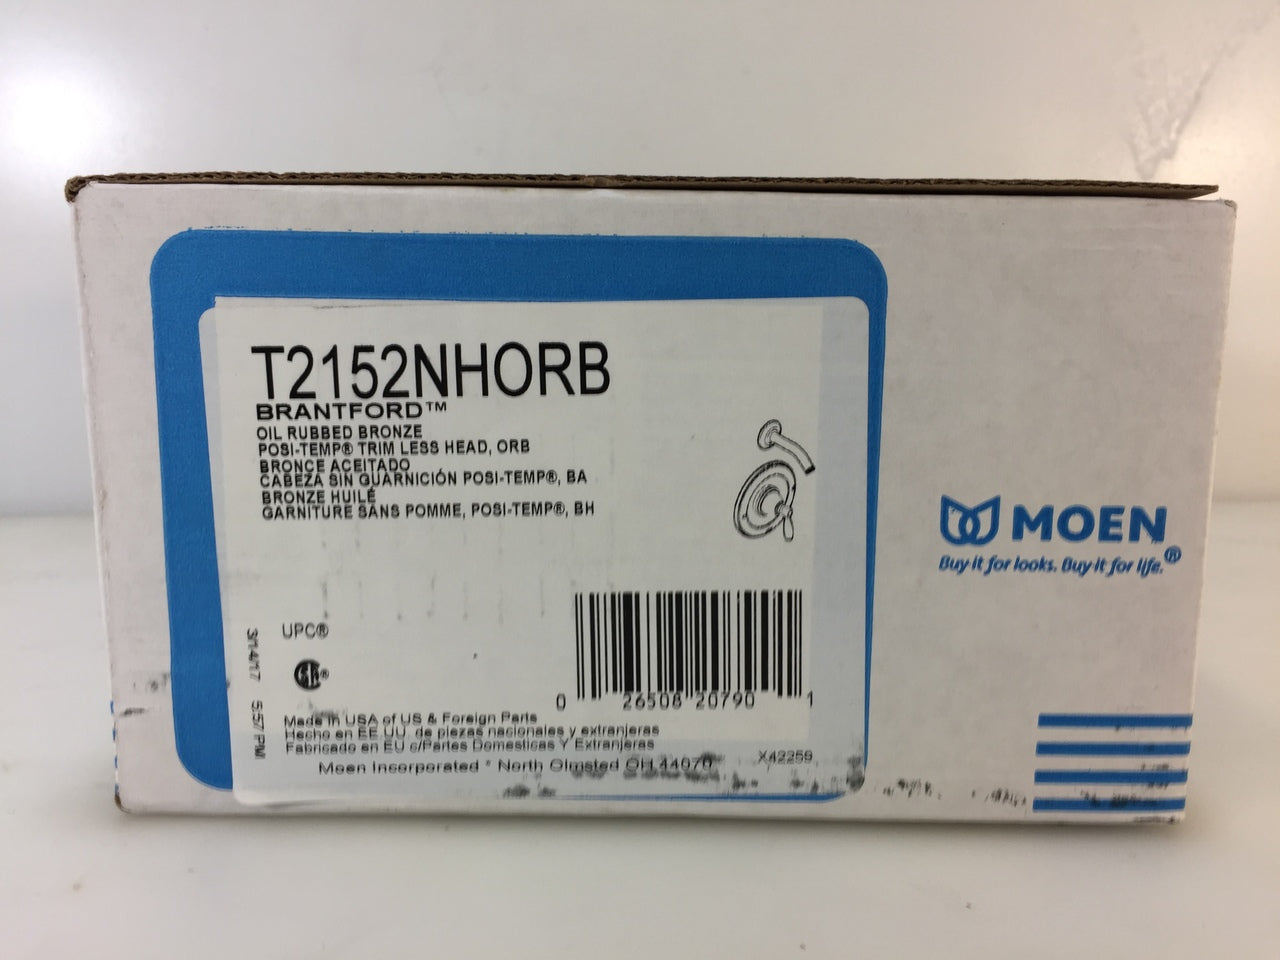 T2152NHORB
BRANTFORD™
OIL RUBBED BRONZE
POSI-TEMP® TRIM LESS HEAD, ORB
BRONCE ACEITADO
CABEZA SIN GUARNICIÓN POSI-TEMP®, BA
BRONZE HUILÉ
GARNITURE SANS POMME, POSI-TEMP®, BH
MOEN
Buy it for looks. Buy it for life.®
UPC®
3/14/17 5:57 PM
0 26508 20790 1
Made in USA of US & Foreign Parts
Hecho en EE.UU. de piezas nacionales y extranjeras
Fabricado en EU c/Partes Domesticas Y Extranjeras
Moen Incorporated * North Olmsted OH 44070
X42259